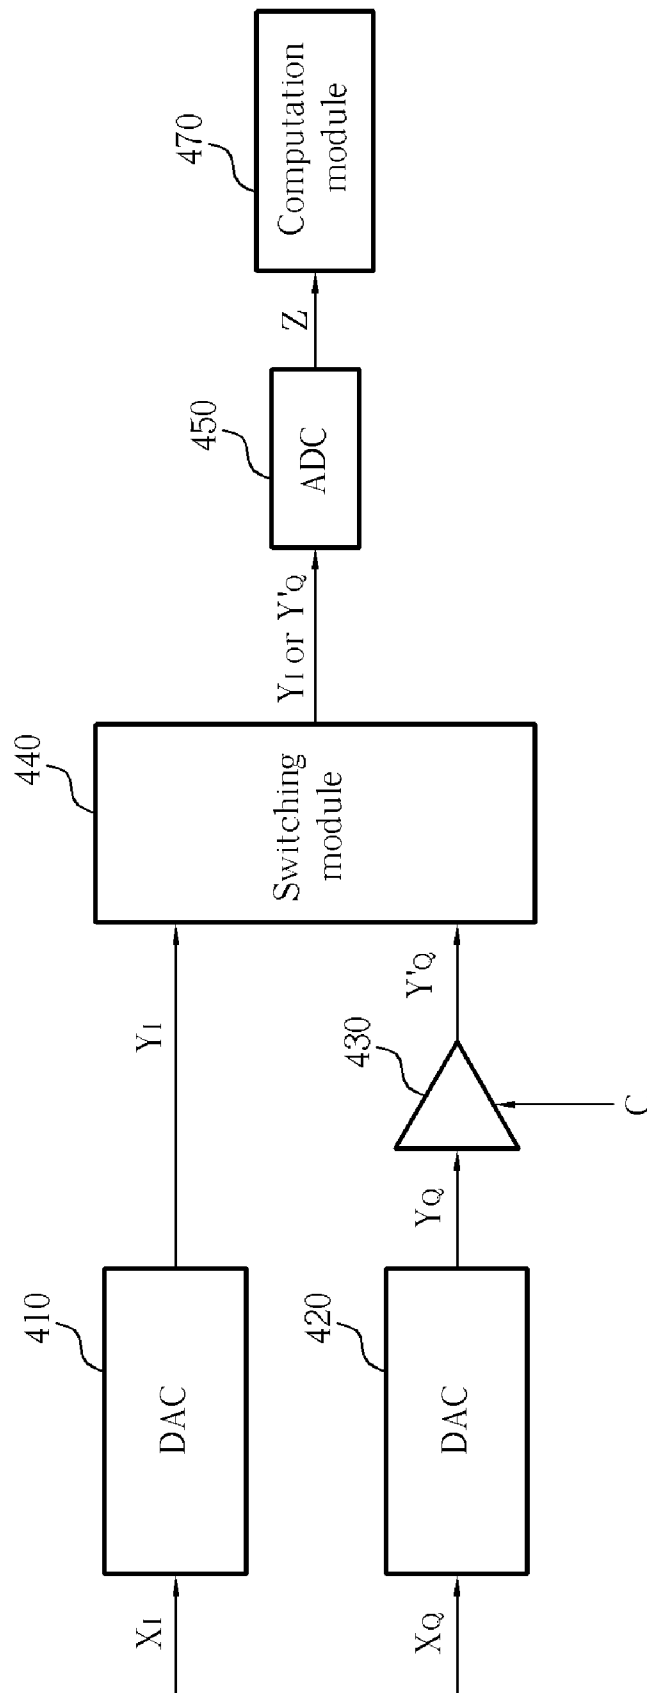 X_I
410
DAC
Y_I
X_Q
420
DAC
Y_Q
430
C
Y'_Q
440
Switching
module
Y_I or Y'_Q
450
ADC
Z
470
Computation
module